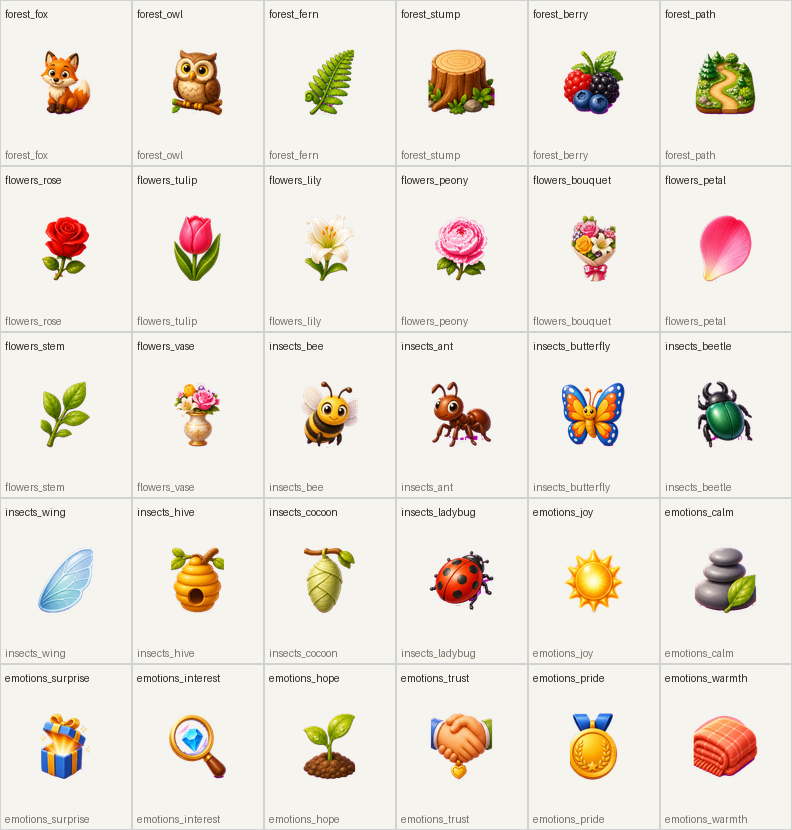 forest_fox forest_owl forest_fern forest_stump forest_berry forest_path
forest_fox forest_owl forest_fern forest_stump forest_berry forest_path
flowers_rose flowers_tulip flowers_lily flowers_peony flowers_bouquet flowers_petal
flowers_rose flowers_tulip flowers_lily flowers_peony flowers_bouquet flowers_petal
flowers_stem flowers_vase insects_bee insects_ant insects_butterfly insects_beetle
flowers_stem flowers_vase insects_bee insects_ant insects_butterfly insects_beetle
insects_wing insects_hive insects_cocoon insects_ladybug emotions_joy emotions_calm
insects_wing insects_hive insects_cocoon insects_ladybug emotions_joy emotions_calm
emotions_surprise emotions_interest emotions_hope emotions_trust emotions_pride emotions_warmth
emotions_surprise emotions_interest emotions_hope emotions_trust emotions_pride emotions_warmth